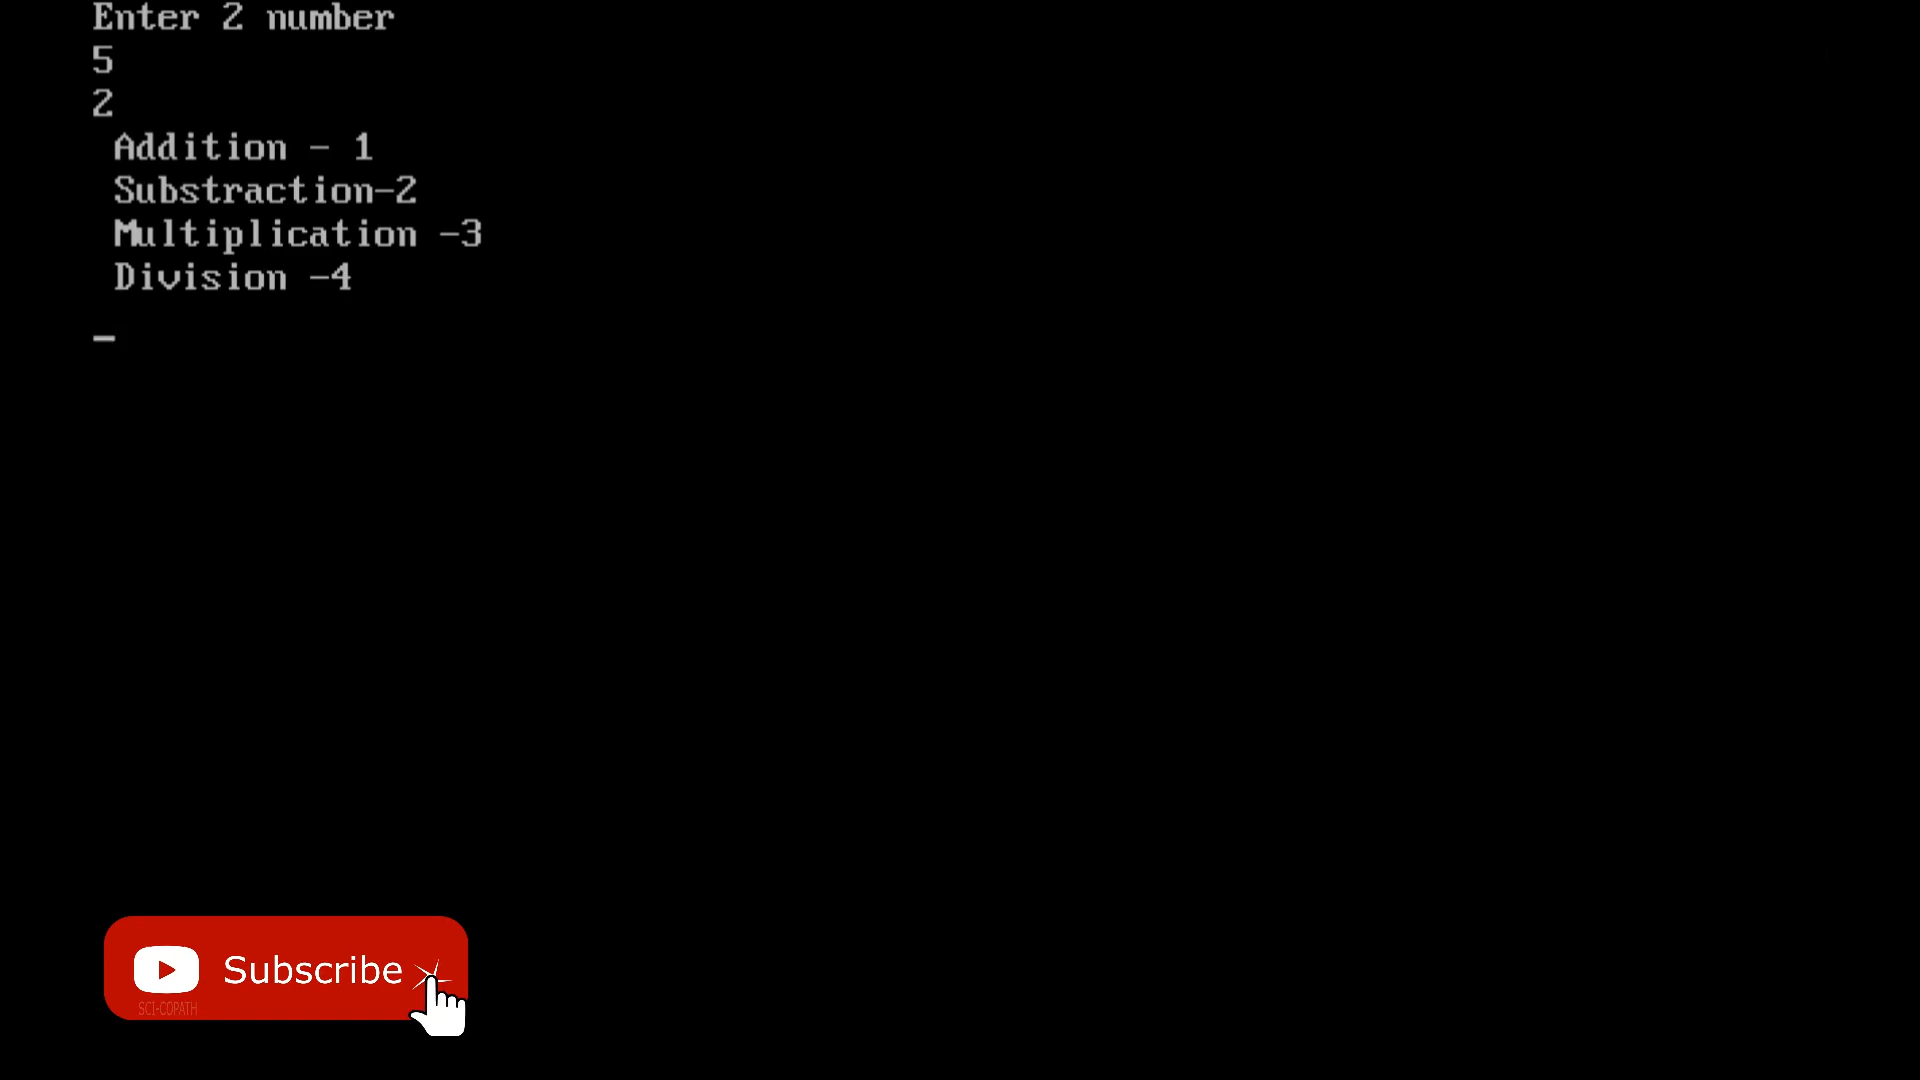 Enter 2 number
5
2
Addition - 1
Substraction-2
Multiplication -3
Division -4
Subscribe
SCI-COPATH